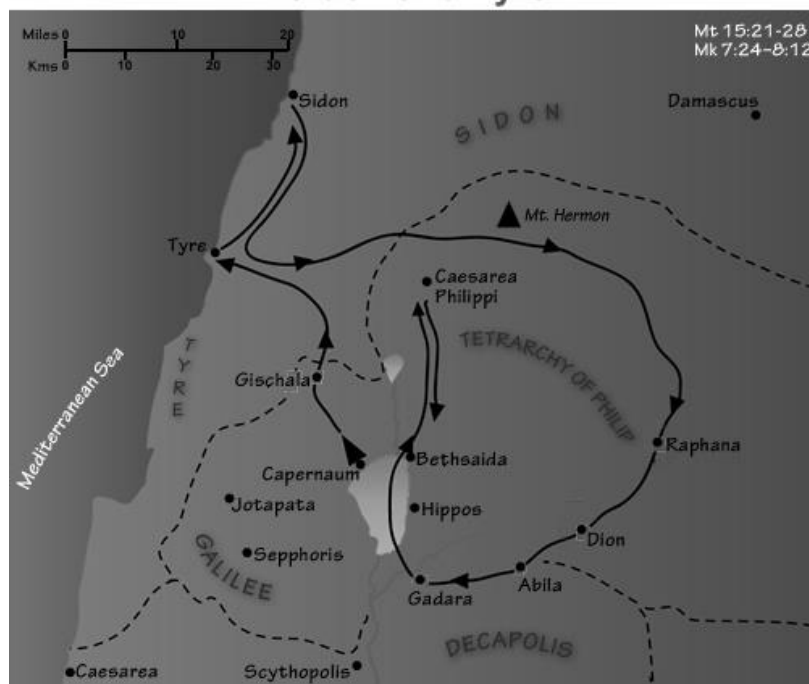 Miles 0 10 20
Kms 0 10 20 30
Mt 15:21-28
Mk 7:24-8:12
Sidon
Damascus
SIDON
Mt. Hermon
Tyre
Caesarea
Philippi
TYRE
TETRARCHY OF PHILIP
Mediterranean Sea
Gischala
Raphana
Capernaum
Bethsaida
Jotapata
Hippos
Dion
Sepphoris
GALILEE
Gadara
Abila
DECAPOLIS
Caesarea
Scythopolis